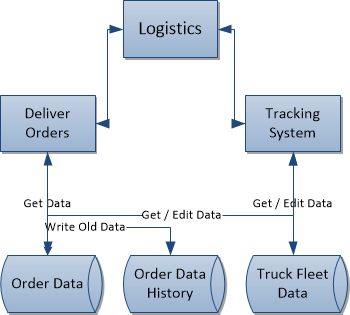 Logistics
Deliver
Orders
Tracking
System
Get Data
Get / Edit Data
Get / Edit Data
Write Old Data
Order Data
Order Data
History
Truck Fleet
Data